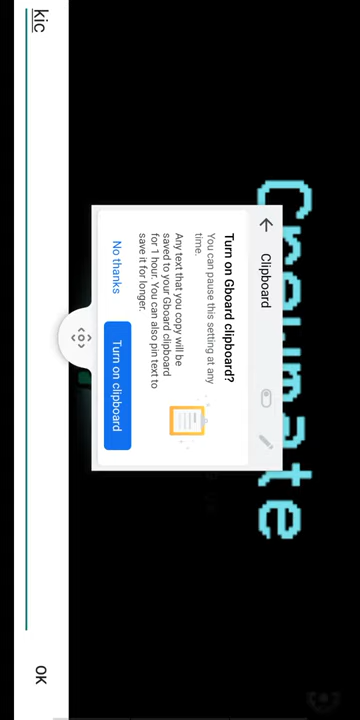 kic
OK
Clipboard
Turn on Gboard clipboard?
You can pause this setting at any
time.
Any text that you copy will be
saved to your Gboard clipboard
for 1 hour. You can also pin text to
save it for longer.
No thanks
Turn on clipboard